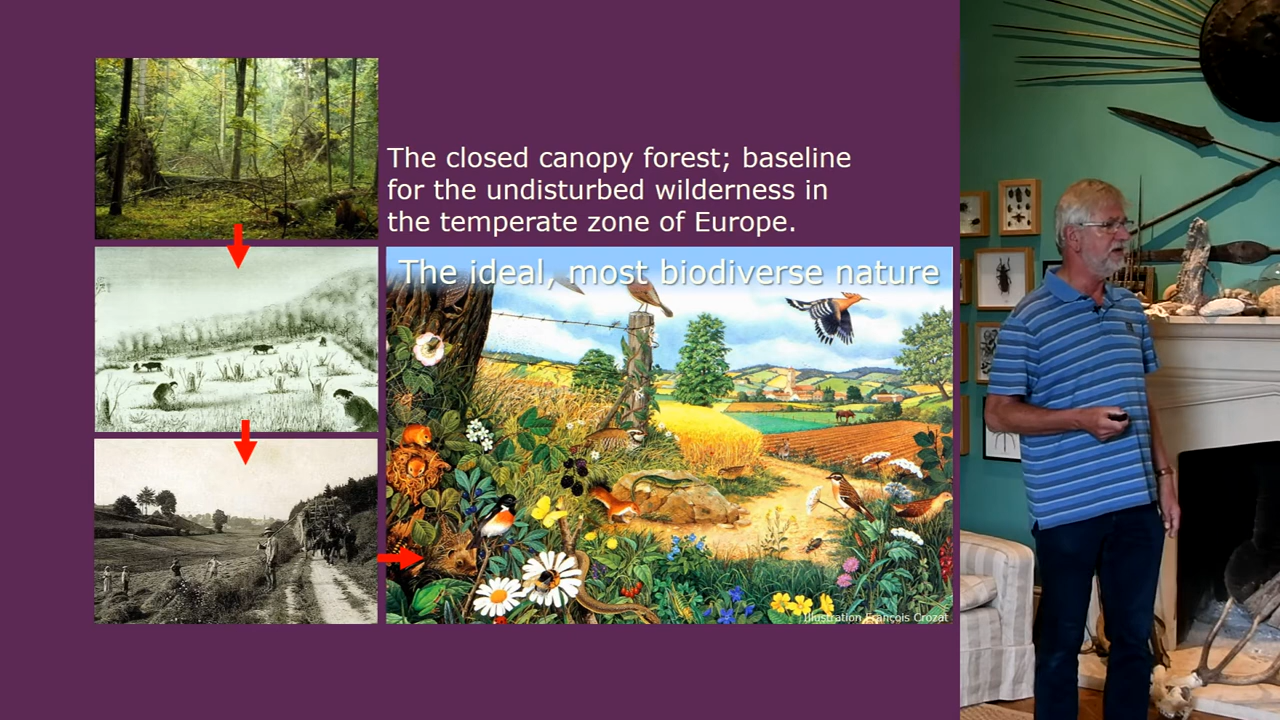 The closed canopy forest; baseline
for the undisturbed wilderness in
the temperate zone of Europe.
The ideal, most biodiverse nature
Illustration François Crozat